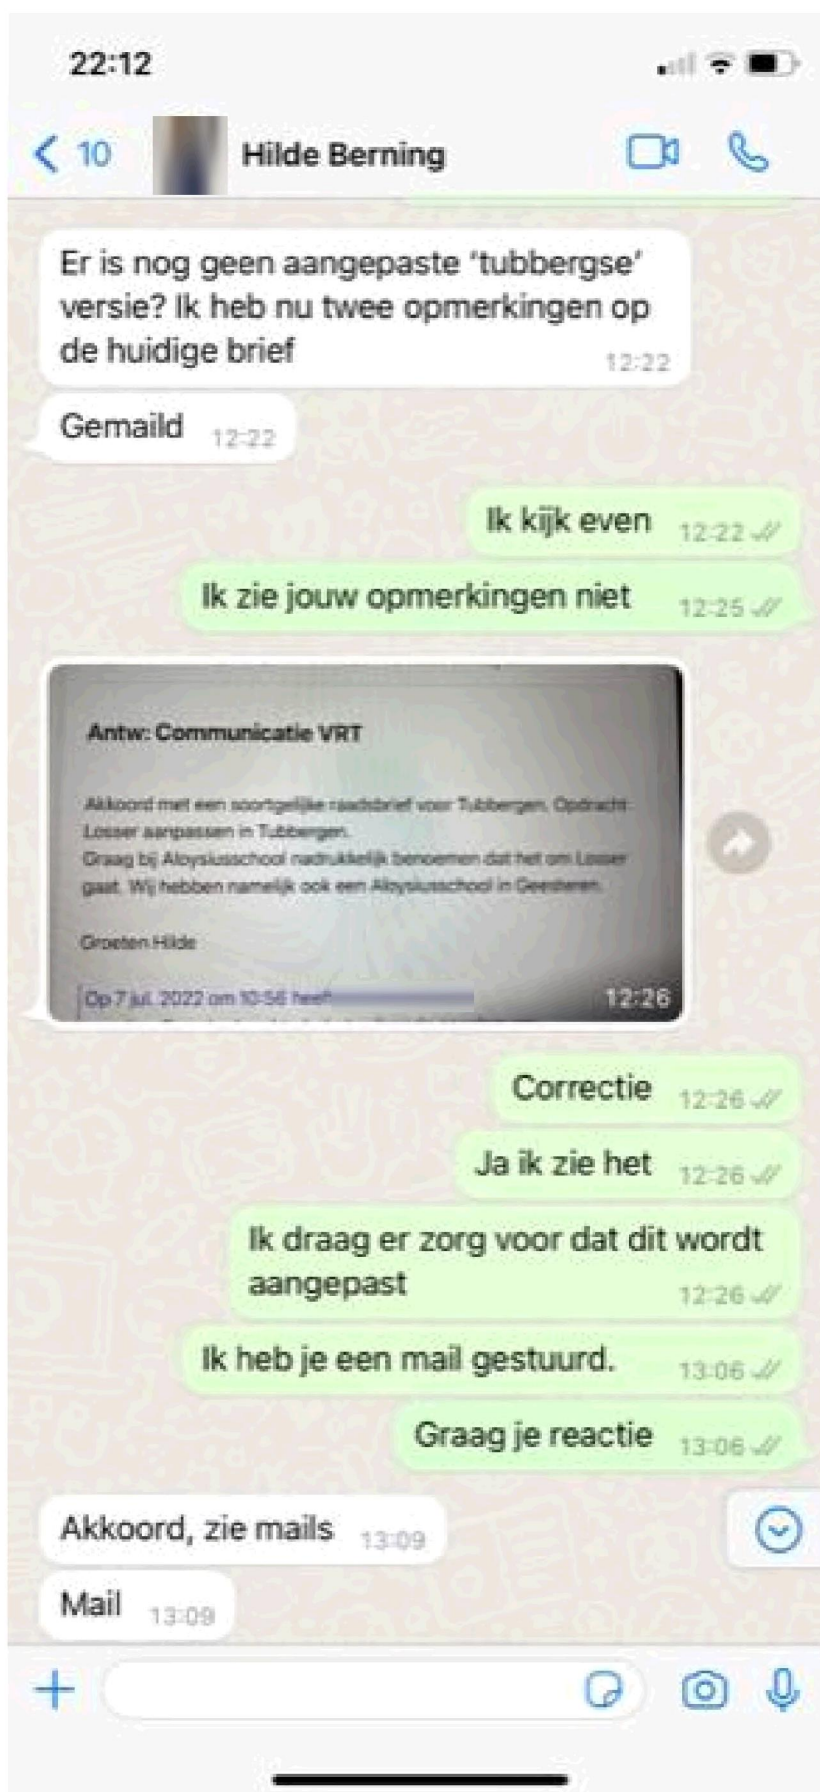 22:12
10
Hilde Berning
Er is nog geen aangepaste ‘tubbergse’
versie? Ik heb nu twee opmerkingen op
de huidige brief
12:22
Gemaild 12:22
Ik kijk even 12:22
Ik zie jouw opmerkingen niet 12:25
Antw: Communicatie VRT
Akkoord met een soortgelijke raadsbrief voor Tubbergen. Opdracht
Losser aanpassen in Tubbergen.
Graag bij Aloysiusschool nadrukkelijk benoemen dat het om Losser
gaat. Wij hebben namelijk ook een Aloysiusschool in Geesteren.
Groeten Hilde
Op 7 jul. 2022 om 10:56 heeft
12:26
Correctie 12:26
Ja ik zie het 12:26
Ik draag er zorg voor dat dit wordt
aangepast 12:26
Ik heb je een mail gestuurd. 13:06
Graag je reactie 13:06
Akkoord, zie mails 13:09
Mail 13:09